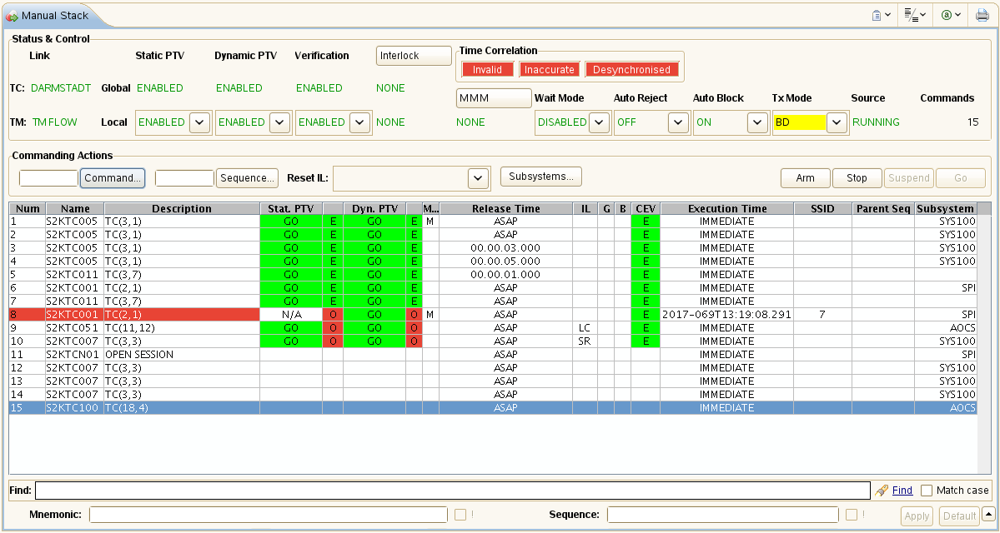 Manual Stack
Status & Control
Link Static PTV Dynamic PTV Verification Interlock Time Correlation
Invalid Inaccurate Desynchronised
TC: DARMSTADT Global ENABLED ENABLED ENABLED NONE
MMM Wait Mode Auto Reject Auto Block Tx Mode Source Commands
TM: TM FLOW Local ENABLED ENABLED ENABLED NONE NONE DISABLED OFF ON BD RUNNING 15
Commanding Actions
Command... Sequence... Reset IL: Subsystems... Arm Stop Suspend Go
Num Name Description Stat. PTV Dyn. PTV M... Release Time IL G B CEV Execution Time SSID Parent Seq Subsystem
1 S2KTC005 TC(3,1) GO E GO E M ASAP E IMMEDIATE SYS100
2 S2KTC005 TC(3,1) GO E GO E ASAP E IMMEDIATE SYS100
3 S2KTC005 TC(3,1) GO E GO E 00.00.03.000 E IMMEDIATE SYS100
4 S2KTC005 TC(3,1) GO E GO E 00.00.05.000 E IMMEDIATE SYS100
5 S2KTC011 TC(3,7) GO E GO E 00.00.01.000 E IMMEDIATE
6 S2KTC001 TC(2,1) GO E GO E ASAP E IMMEDIATE SPI
7 S2KTC011 TC(3,7) GO E GO E ASAP E IMMEDIATE
8 S2KTC001 TC(2,1) N/A O GO O M ASAP E 2017-069T13:19:08.291 7 SPI
9 S2KTC051 TC(11,12) GO O GO O ASAP LC E IMMEDIATE AOCS
10 S2KTC007 TC(3,3) GO O GO O ASAP SR E IMMEDIATE SYS100
11 S2KTCN01 OPEN SESSION ASAP IMMEDIATE SPI
12 S2KTC007 TC(3,3) ASAP IMMEDIATE SYS100
13 S2KTC007 TC(3,3) ASAP IMMEDIATE SYS100
14 S2KTC007 TC(3,3) ASAP IMMEDIATE SYS100
15 S2KTC100 TC(18,4) ASAP IMMEDIATE AOCS
Find: Find Match case
Mnemonic: ! Sequence: ! Apply Default